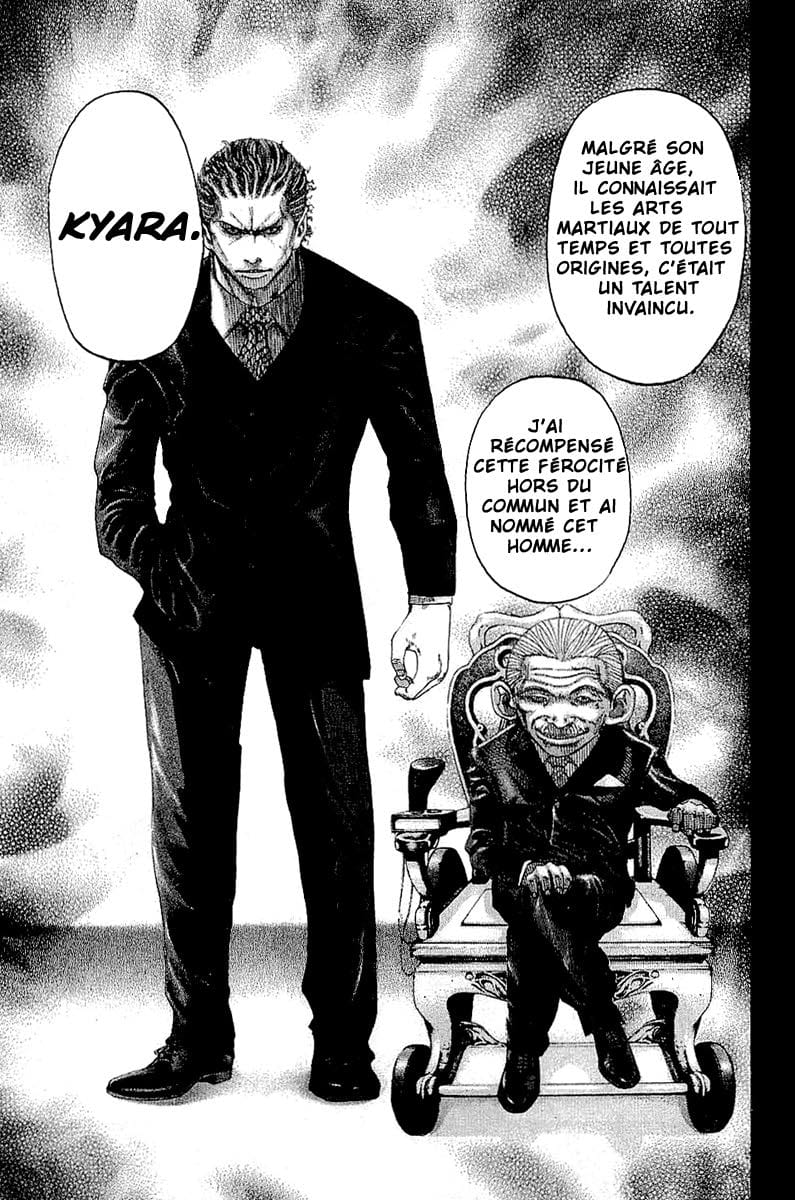 MALGRÉ SON
JEUNE ÂGE,
IL CONNAISSAIT
LES ARTS
MARTIAUX DE TOUT
TEMPS ET TOUTES
ORIGINES, C'ÉTAIT
UN TALENT
INVAINCU.
J'AI
RÉCOMPENSÉ
CETTE FÉROCITÉ
HORS DU
COMMUN ET AI
NOMMÉ CET
HOMME...
KYARA.